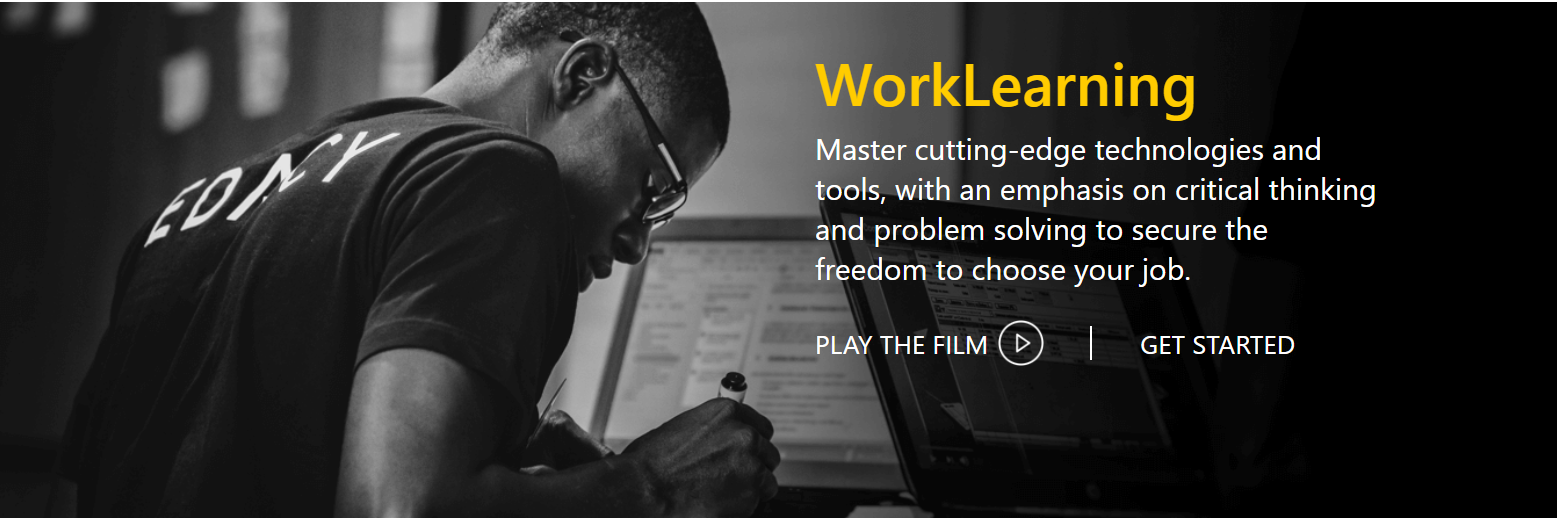 EDNCY
WorkLearning
Master cutting-edge technologies and
tools, with an emphasis on critical thinking
and problem solving to secure the
freedom to choose your job.
PLAY THE FILM
GET STARTED